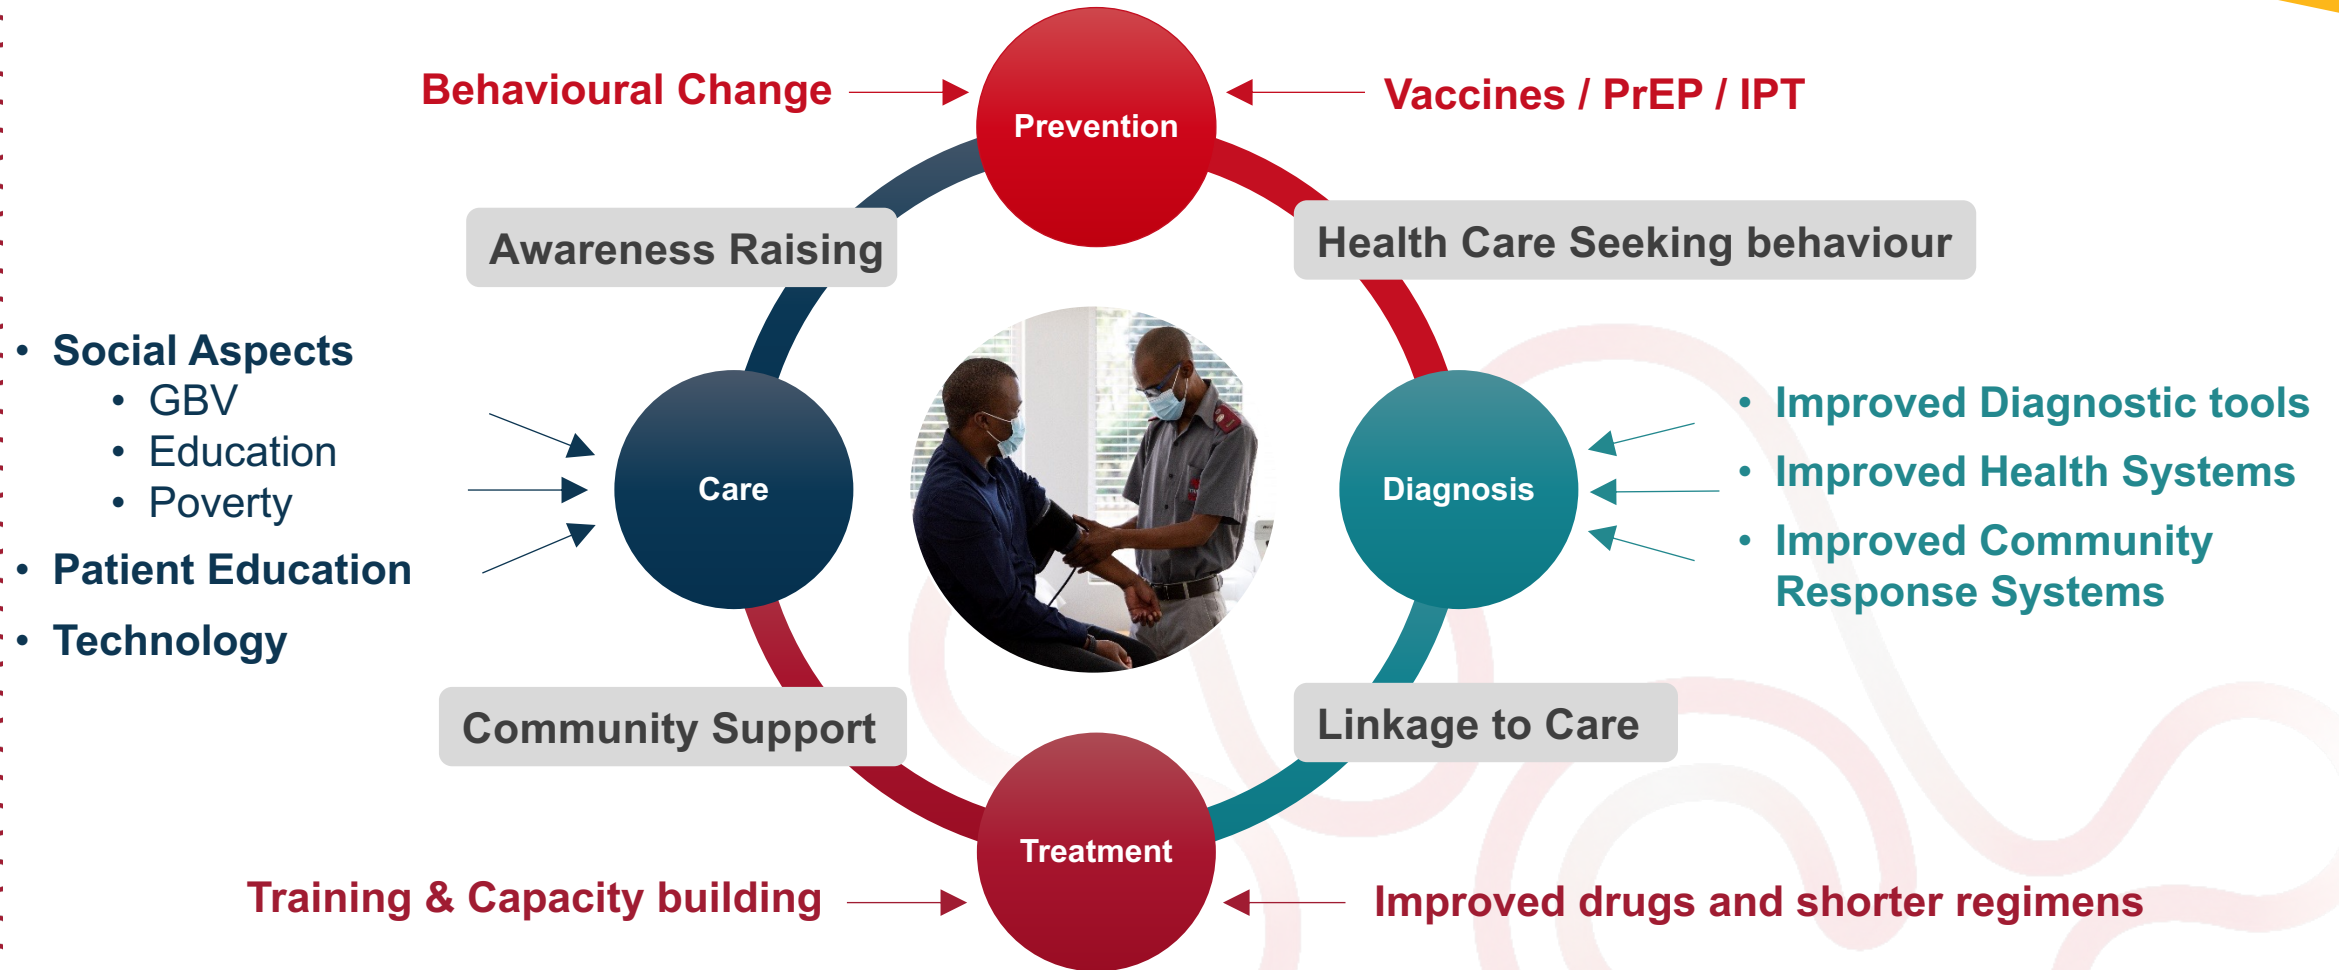 Behavioural Change
Prevention
Vaccines / PrEP / IPT
Awareness Raising
Health Care Seeking behaviour
• Social Aspects
• GBV
• Education
• Poverty
• Patient Education
• Technology
Care
Diagnosis
• Improved Diagnostic tools
• Improved Health Systems
• Improved Community
Response Systems
Community Support
Linkage to Care
Treatment
Training & Capacity building
Improved drugs and shorter regimens